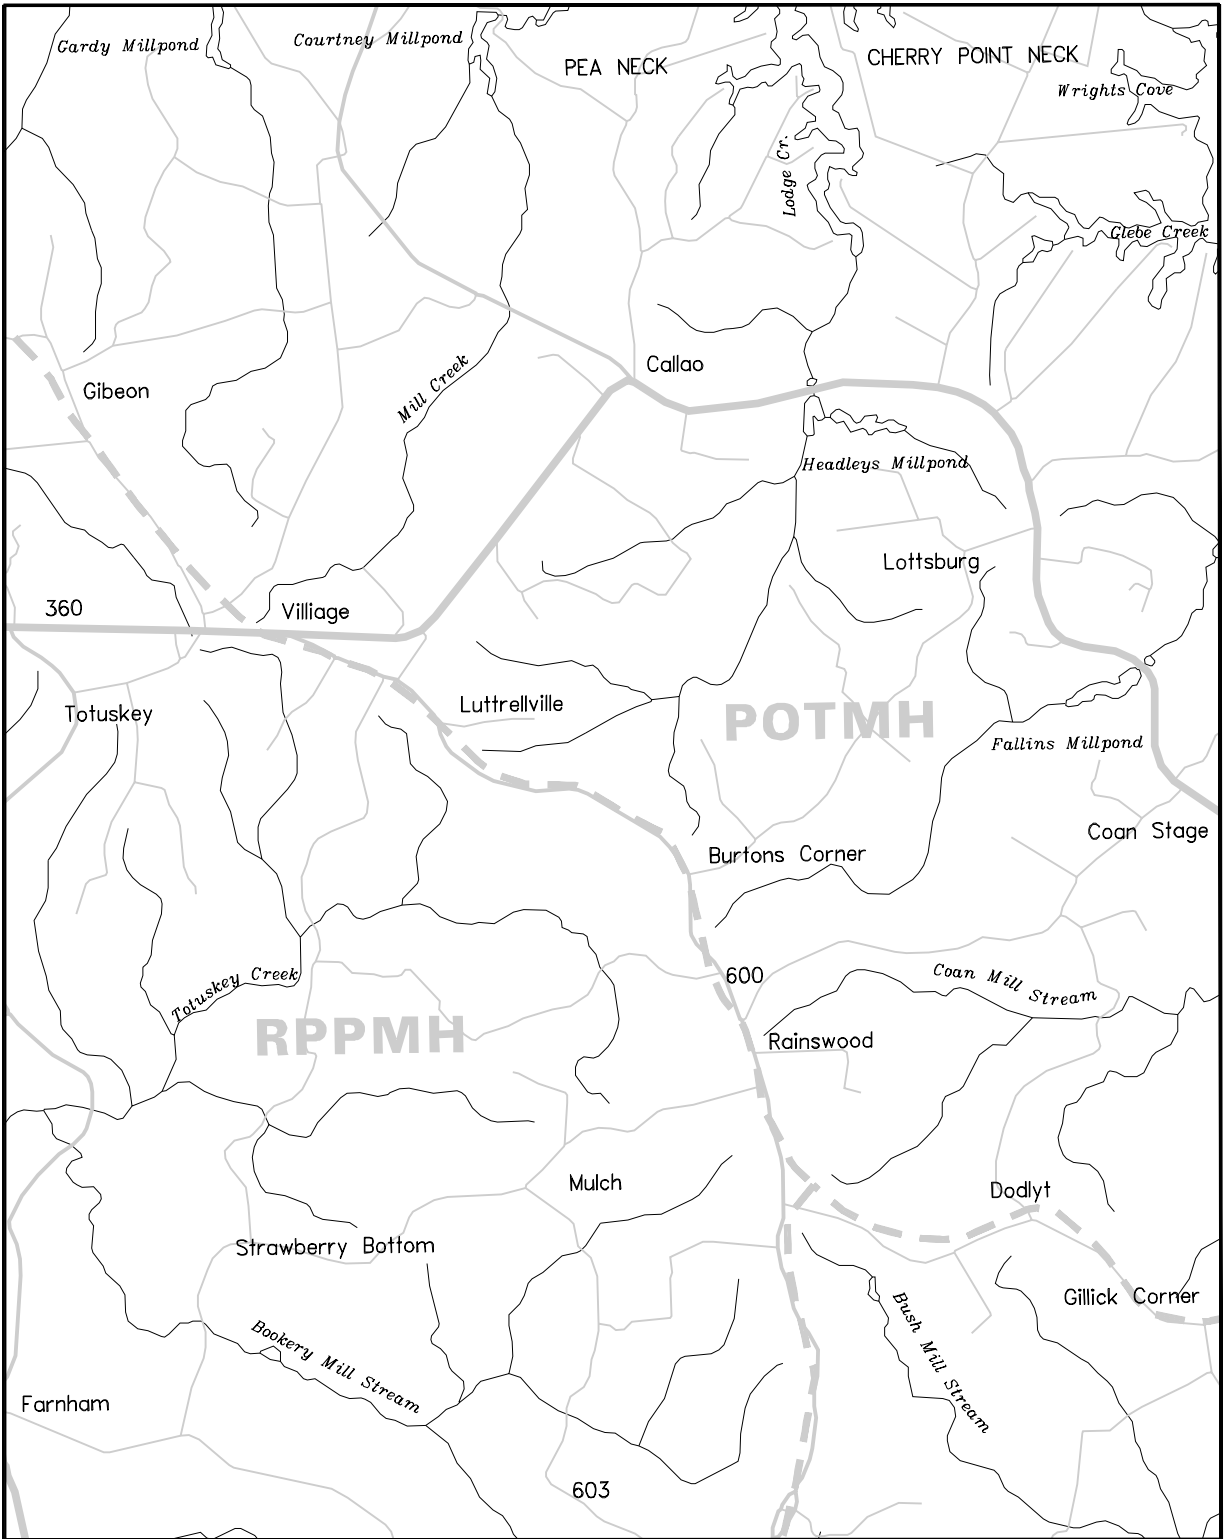 Gardy Millpond
Courtney Millpond
PEA NECK
CHERRY POINT NECK
Wrights Cove
Lodge Cr.
Glebe Creek
Callao
Gibeon
Mill Creek
Headleys Millpond
Lottsburg
360
Villiage
Luttrellville
Totuskey
POTMH
Fallins Millpond
Coan Stage
Burtons Corner
600
Coan Mill Stream
Totuskey Creek
RPPMH
Rainswood
Mulch
Dodlyt
Strawberry Bottom
Gillick Corner
Bush Mill Stream
Bookery Mill Stream
Farnham
603